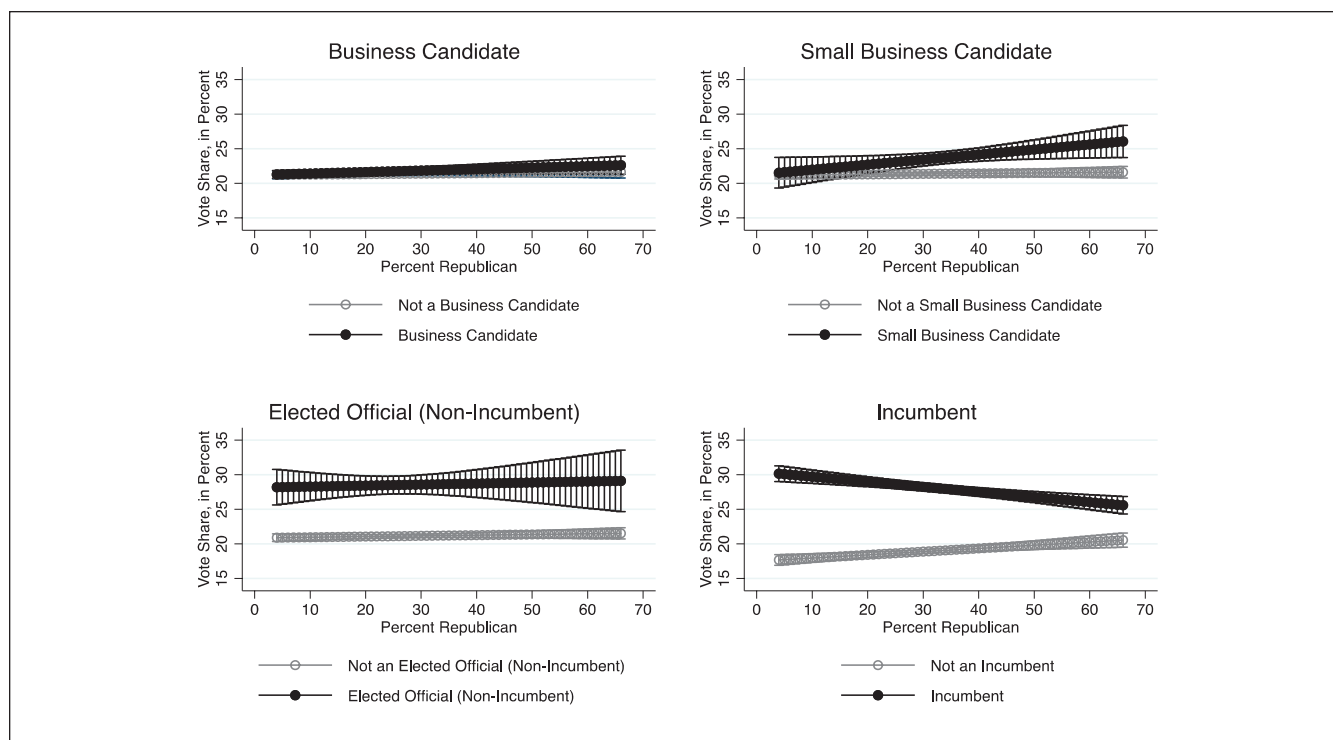 Business Candidate
Vote Share, in Percent
35
30
25
20
15
0 10 20 30 40 50 60 70
Percent Republican
Not a Business Candidate
Business Candidate
Small Business Candidate
Vote Share, in Percent
35
30
25
20
15
0 10 20 30 40 50 60 70
Percent Republican
Not a Small Business Candidate
Small Business Candidate
Elected Official (Non-Incumbent)
Vote Share, in Percent
35
30
25
20
15
0 10 20 30 40 50 60 70
Percent Republican
Not an Elected Official (Non-Incumbent)
Elected Official (Non-Incumbent)
Incumbent
Vote Share, in Percent
35
30
25
20
15
0 10 20 30 40 50 60 70
Percent Republican
Not an Incumbent
Incumbent